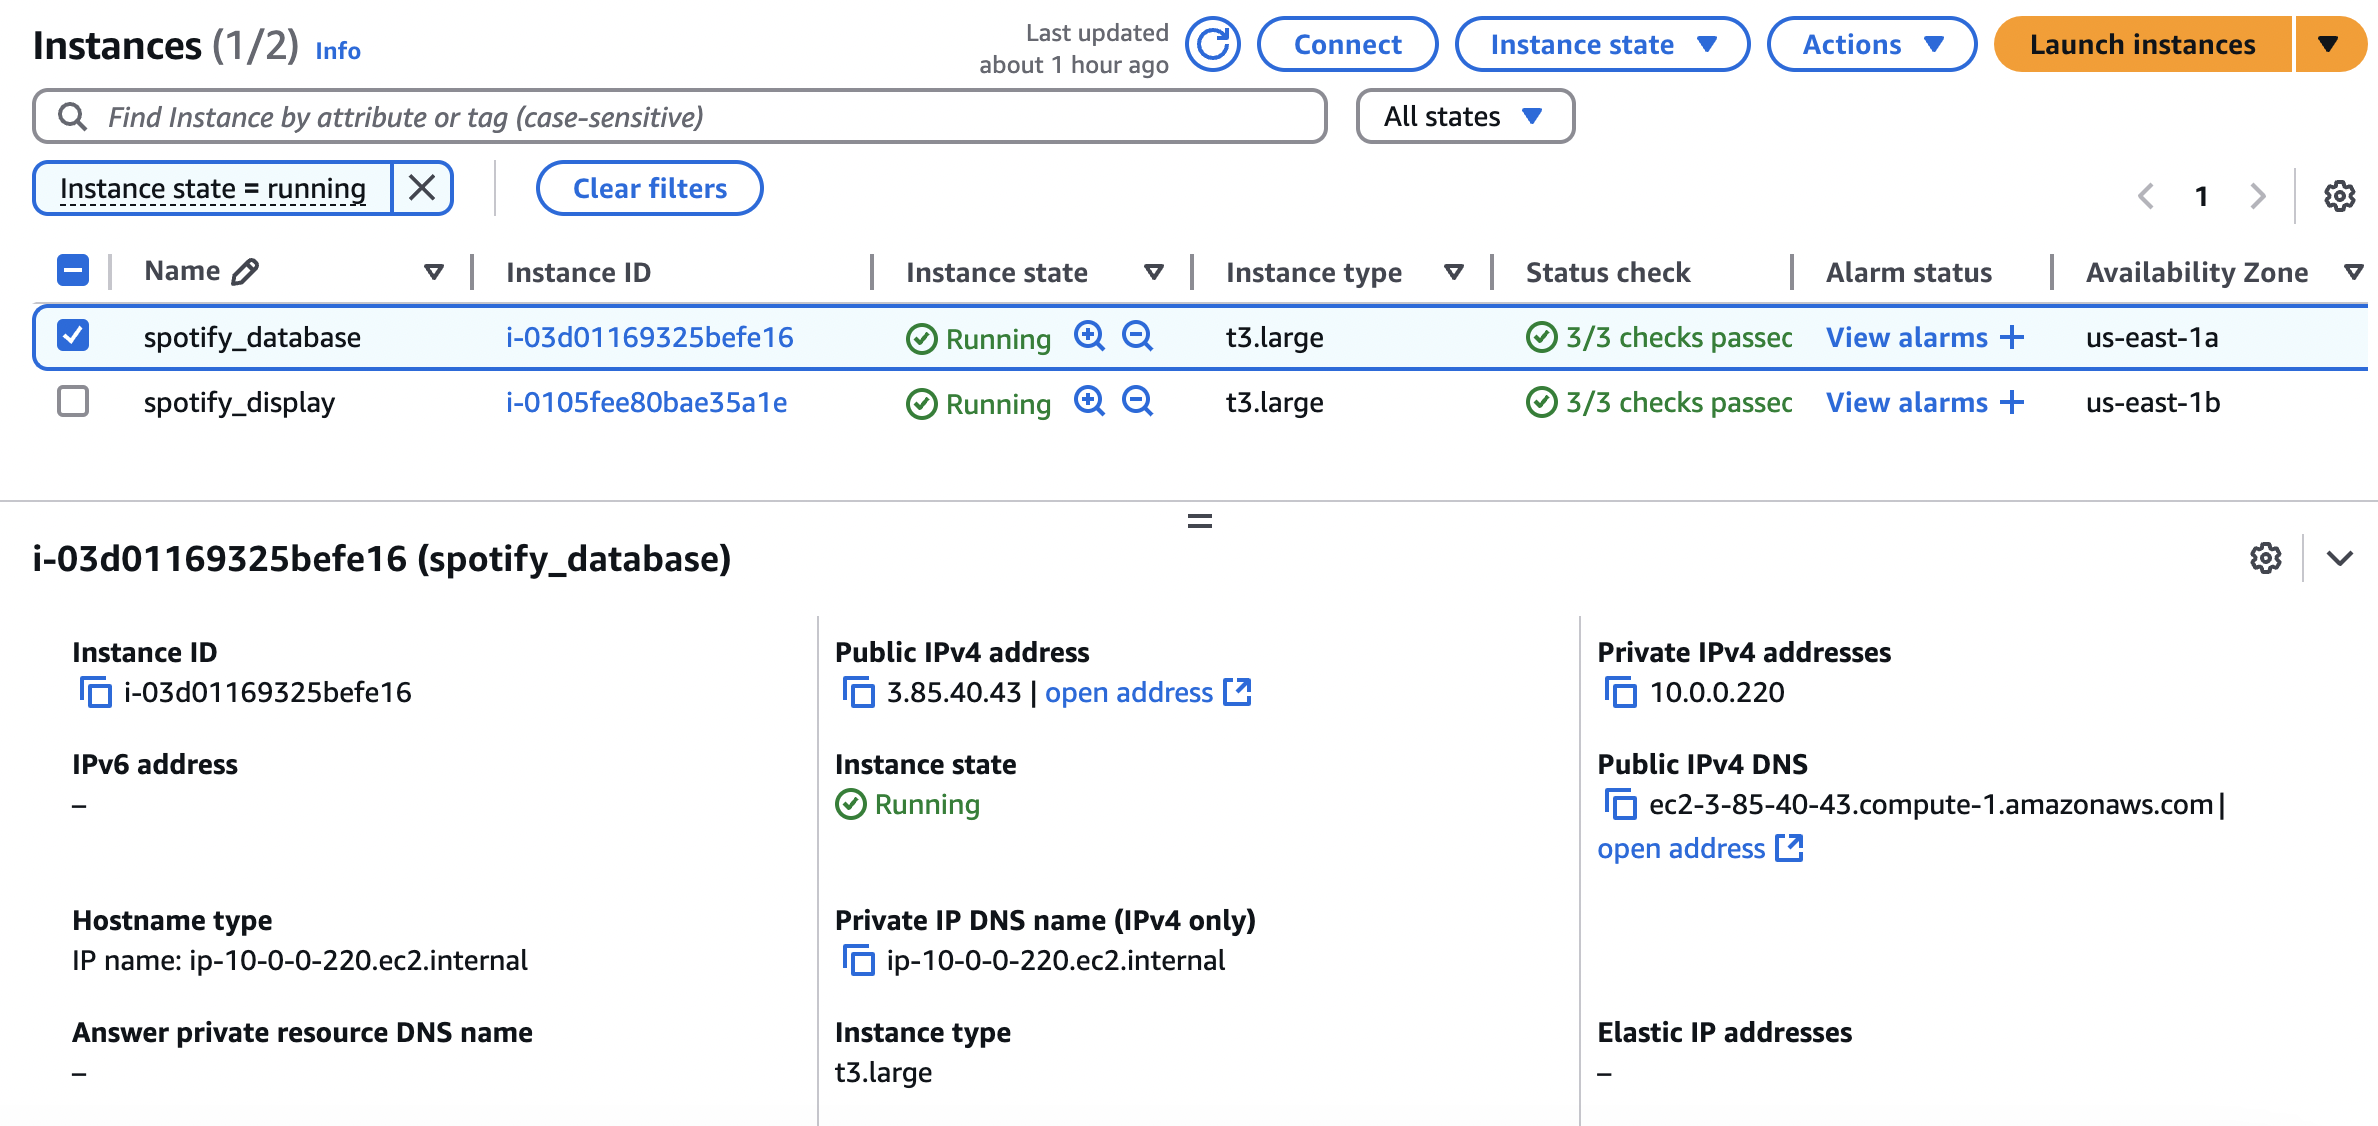 Instances (1/2) Info
Last updated
about 1 hour ago
Connect
Instance state
Actions
Launch instances
Find Instance by attribute or tag (case-sensitive)
All states
Instance state = running
Clear filters
1
Name Instance ID Instance state Instance type Status check Alarm status Availability Zone
spotify_database i-03d01169325befe16 Running t3.large 3/3 checks passec View alarms + us-east-1a
spotify_display i-0105fee80bae35a1e Running t3.large 3/3 checks passec View alarms + us-east-1b
i-03d01169325befe16 (spotify_database)
Instance ID
i-03d01169325befe16
Public IPv4 address
3.85.40.43 | open address
Private IPv4 addresses
10.0.0.220
IPv6 address
–
Instance state
Running
Public IPv4 DNS
ec2-3-85-40-43.compute-1.amazonaws.com |
open address
Hostname type
IP name: ip-10-0-0-220.ec2.internal
Private IP DNS name (IPv4 only)
ip-10-0-0-220.ec2.internal
Answer private resource DNS name
–
Instance type
t3.large
Elastic IP addresses
–